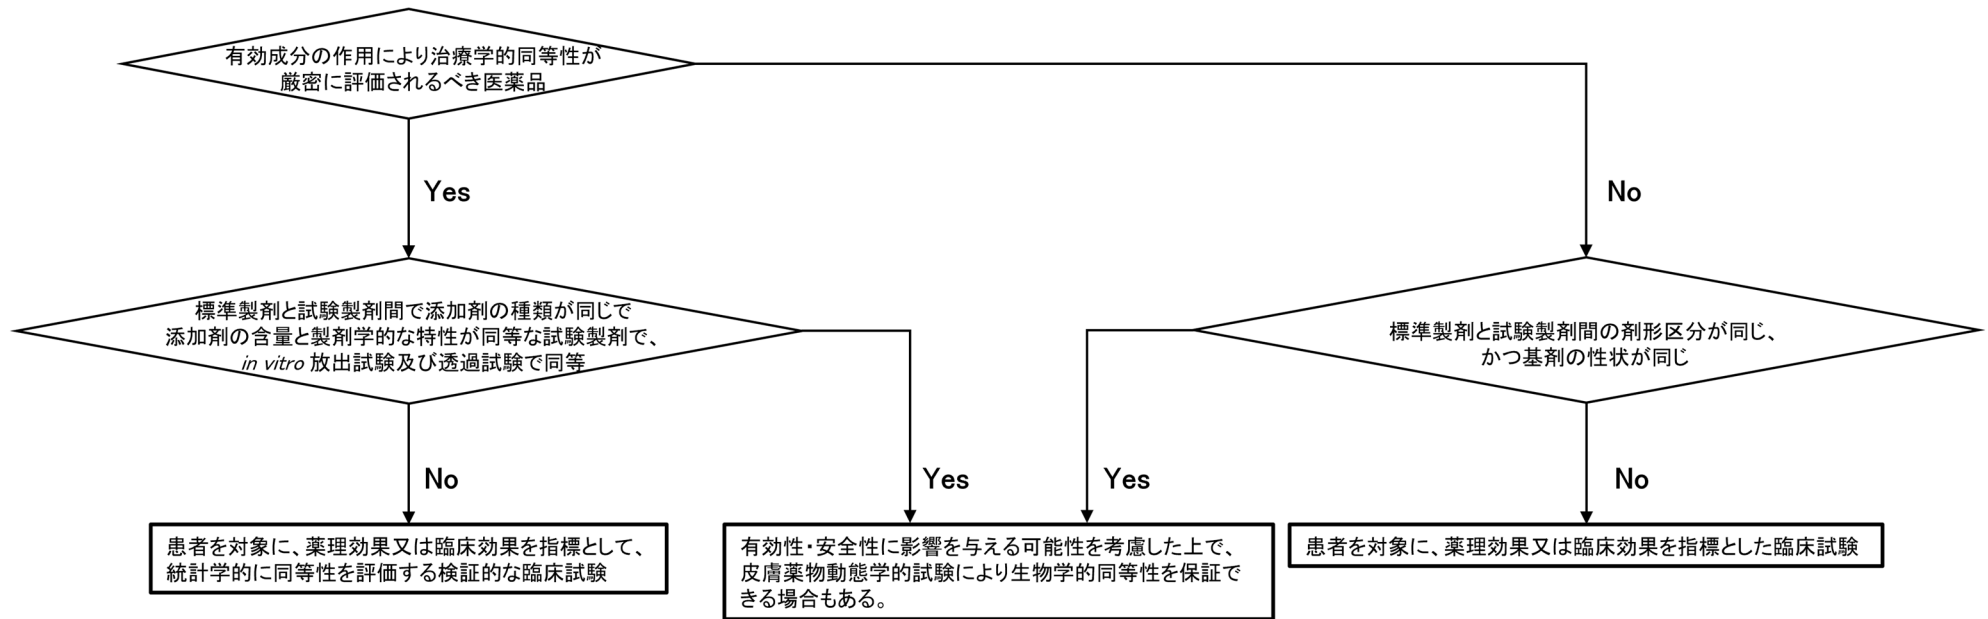 有効成分の作用により治療学的同等性が
厳密に評価されるべき医薬品
Yes
No
標準製剤と試験製剤間で添加剤の種類が同じで
添加剤の含量と製剤学的な特性が同等な試験製剤で、
in vitro 放出試験及び透過試験で同等
標準製剤と試験製剤間の剤形区分が同じ、
かつ基剤の性状が同じ
No
Yes
Yes
No
患者を対象に、薬理効果又は臨床効果を指標として、
統計学的に同等性を評価する検証的な臨床試験
有効性・安全性に影響を与える可能性を考慮した上で、
皮膚薬物動態学的試験により生物学的同等性を保証で
きる場合もある。
患者を対象に、薬理効果又は臨床効果を指標とした臨床試験